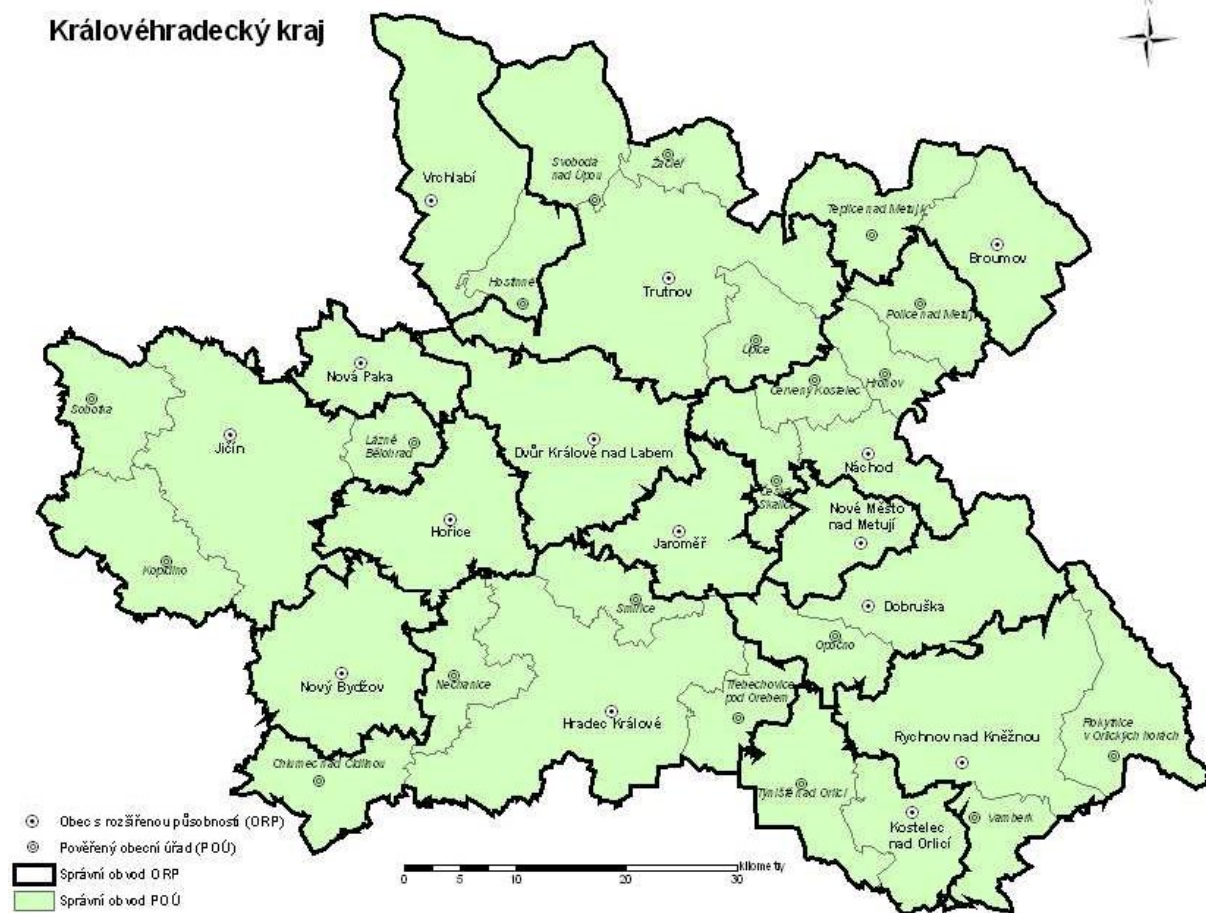 Královéhradecký kraj
N
Vrchlabí
Svoboda
nad Úpou
Žacléř
Teplice nad Metují
Broumov
Hostinné
Trutnov
Police nad Metují
Úpice
Nová Paka
Hronov
Červený Kostelec
Sobotka
Jičín
Lázně
Bělohrad
Dvůr Králové nad Labem
Náchod
Česká
Skalice
Nové Město
nad Metují
Hořice
Jaroměř
Kopidlno
Smiřice
Dobruška
Opočno
Nový Bydžov
Nechanice
Třebechovice
pod Orebem
Hradec Králové
Rychnov nad Kněžnou
Rokytnice
v Orlických horách
Chlumec nad Cidlinou
Týniště nad Orlicí
Kostelec
nad Orlicí
Vamberk
Obec s rozšířenou působností (ORP)
Pověřený obecní úřad (POÚ)
Správní obvod ORP
Správní obvod POÚ
kilometry
0 5 10 20 30